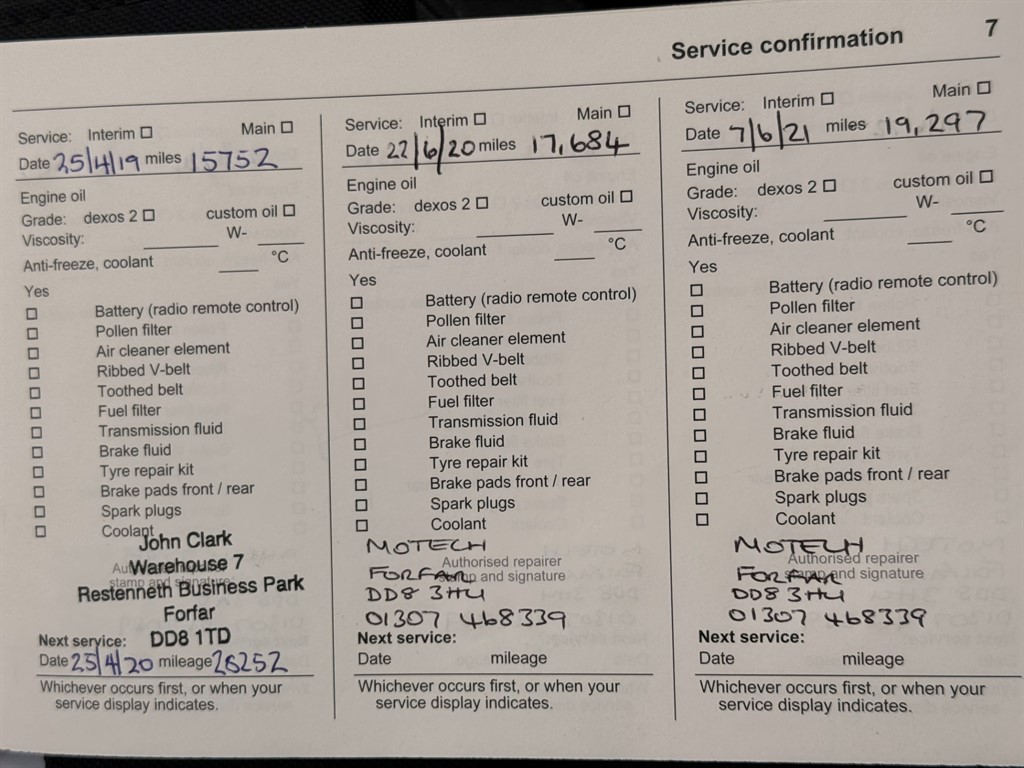 Service confirmation 7
Service: Interim Main
Date 25/4/19 miles 15752
Engine oil
Grade: dexos 2 custom oil
Viscosity: W-
Anti-freeze, coolant °C
Yes
Battery (radio remote control)
Pollen filter
Air cleaner element
Ribbed V-belt
Toothed belt
Fuel filter
Transmission fluid
Brake fluid
Tyre repair kit
Brake pads front / rear
Spark plugs
Coolant
John Clark
Warehouse 7
stamp and signature:
Restenneth Business Park
Forfar
DD8 1TD
Next service:
Date 25/4/20 mileage 26252
Whichever occurs first, or when your
service display indicates.
Service: Interim Main
Date 22/6/20 miles 17,684
Engine oil
Grade: dexos 2 custom oil
Viscosity: W-
Anti-freeze, coolant °C
Yes
Battery (radio remote control)
Pollen filter
Air cleaner element
Ribbed V-belt
Toothed belt
Fuel filter
Transmission fluid
Brake fluid
Tyre repair kit
Brake pads front / rear
Spark plugs
Coolant
MOTECH
Authorised repairer
FORFAR
stamp and signature
DD8 3HU
01307 468339
Next service:
Date mileage
Whichever occurs first, or when your
service display indicates.
Service: Interim Main
Date 7/6/21 miles 19,297
Engine oil
Grade: dexos 2 custom oil
Viscosity: W-
Anti-freeze, coolant °C
Yes
Battery (radio remote control)
Pollen filter
Air cleaner element
Ribbed V-belt
Toothed belt
Fuel filter
Transmission fluid
Brake fluid
Tyre repair kit
Brake pads front / rear
Spark plugs
Coolant
MOTECH
Authorised repairer
FORFAR
stamp and signature
DD8 3HU
01307 468339
Next service:
Date mileage
Whichever occurs first, or when your
service display indicates.